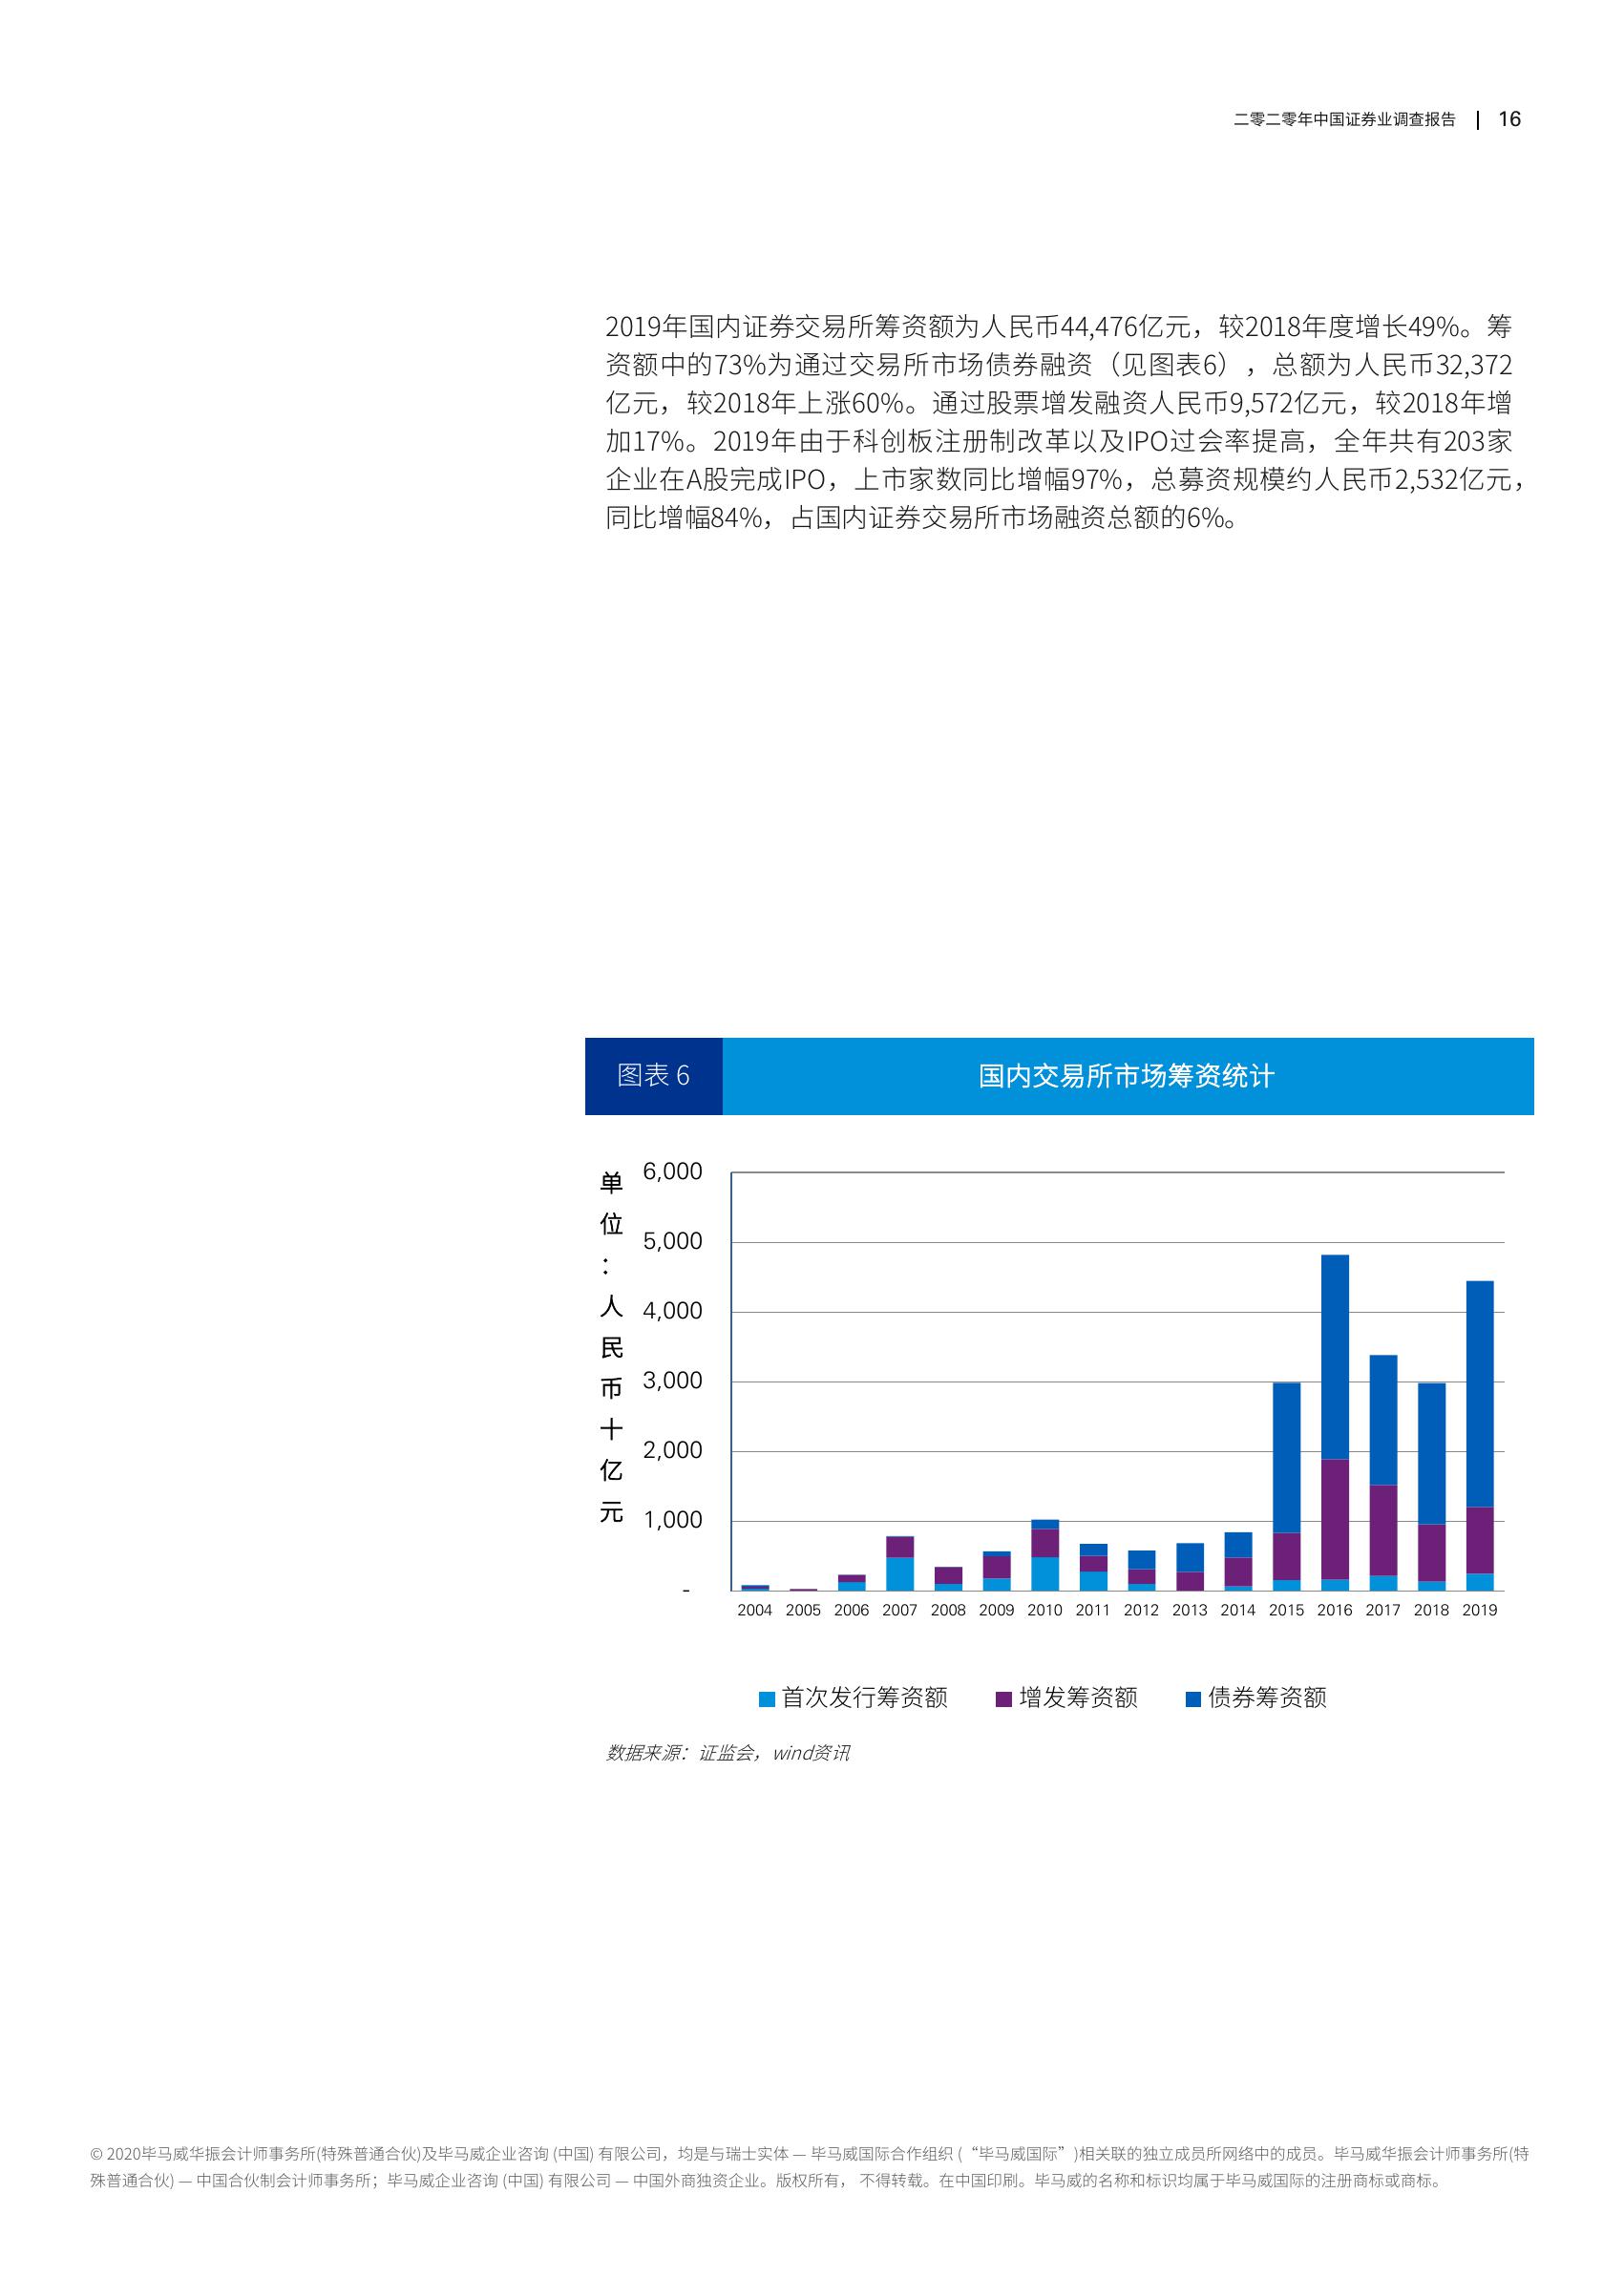 二零二零年中国证券业调查报告 | 16
2019年国内证券交易所筹资额为人民币44,476亿元，较2018年度增长49%。筹
资额中的73%为通过交易所市场债券融资（见图表6），总额为人民币32,372
亿元，较2018年上涨60%。通过股票增发融资人民币9,572亿元，较2018年增
加17%。2019年由于科创板注册制改革以及IPO过会率提高，全年共有203家
企业在A股完成IPO，上市家数同比增幅97%，总募资规模约人民币2,532亿元，
同比增幅84%，占国内证券交易所市场融资总额的6%。
图表 6
国内交易所市场筹资统计
单位：人民币十亿元
6,000
5,000
4,000
3,000
2,000
1,000
-
2004 2005 2006 2007 2008 2009 2010 2011 2012 2013 2014 2015 2016 2017 2018 2019
首次发行筹资额 增发筹资额 债券筹资额
数据来源：证监会，wind资讯
© 2020毕马威华振会计师事务所(特殊普通合伙)及毕马威企业咨询 (中国) 有限公司，均是与瑞士实体 — 毕马威国际合作组织 (“毕马威国际”)相关联的独立成员所网络中的成员。毕马威华振会计师事务所(特
殊普通合伙) — 中国合伙制会计师事务所；毕马威企业咨询 (中国) 有限公司 — 中国外商独资企业。版权所有， 不得转载。在中国印刷。毕马威的名称和标识均属于毕马威国际的注册商标或商标。